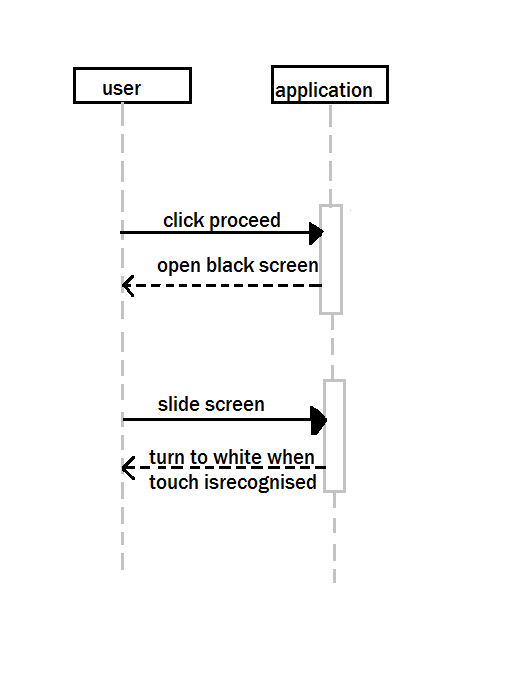 user
application
click proceed
open black screen
slide screen
turn to white when
touch isrecognised